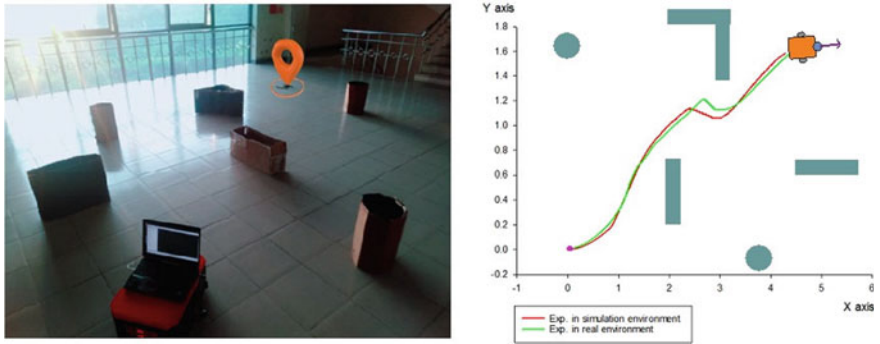 Y axis
1.8
1.6
1.4
1.2
1.0
0.8
0.6
0.4
0.2
0.0
-0.2
-1 0 1 2 3 4 5 6
X axis
Exp. in simulation environment
Exp. in real environment